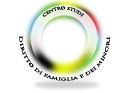 CENTRO STUDI
DIRITTO DI FAMIGLIA E DEI MINORI